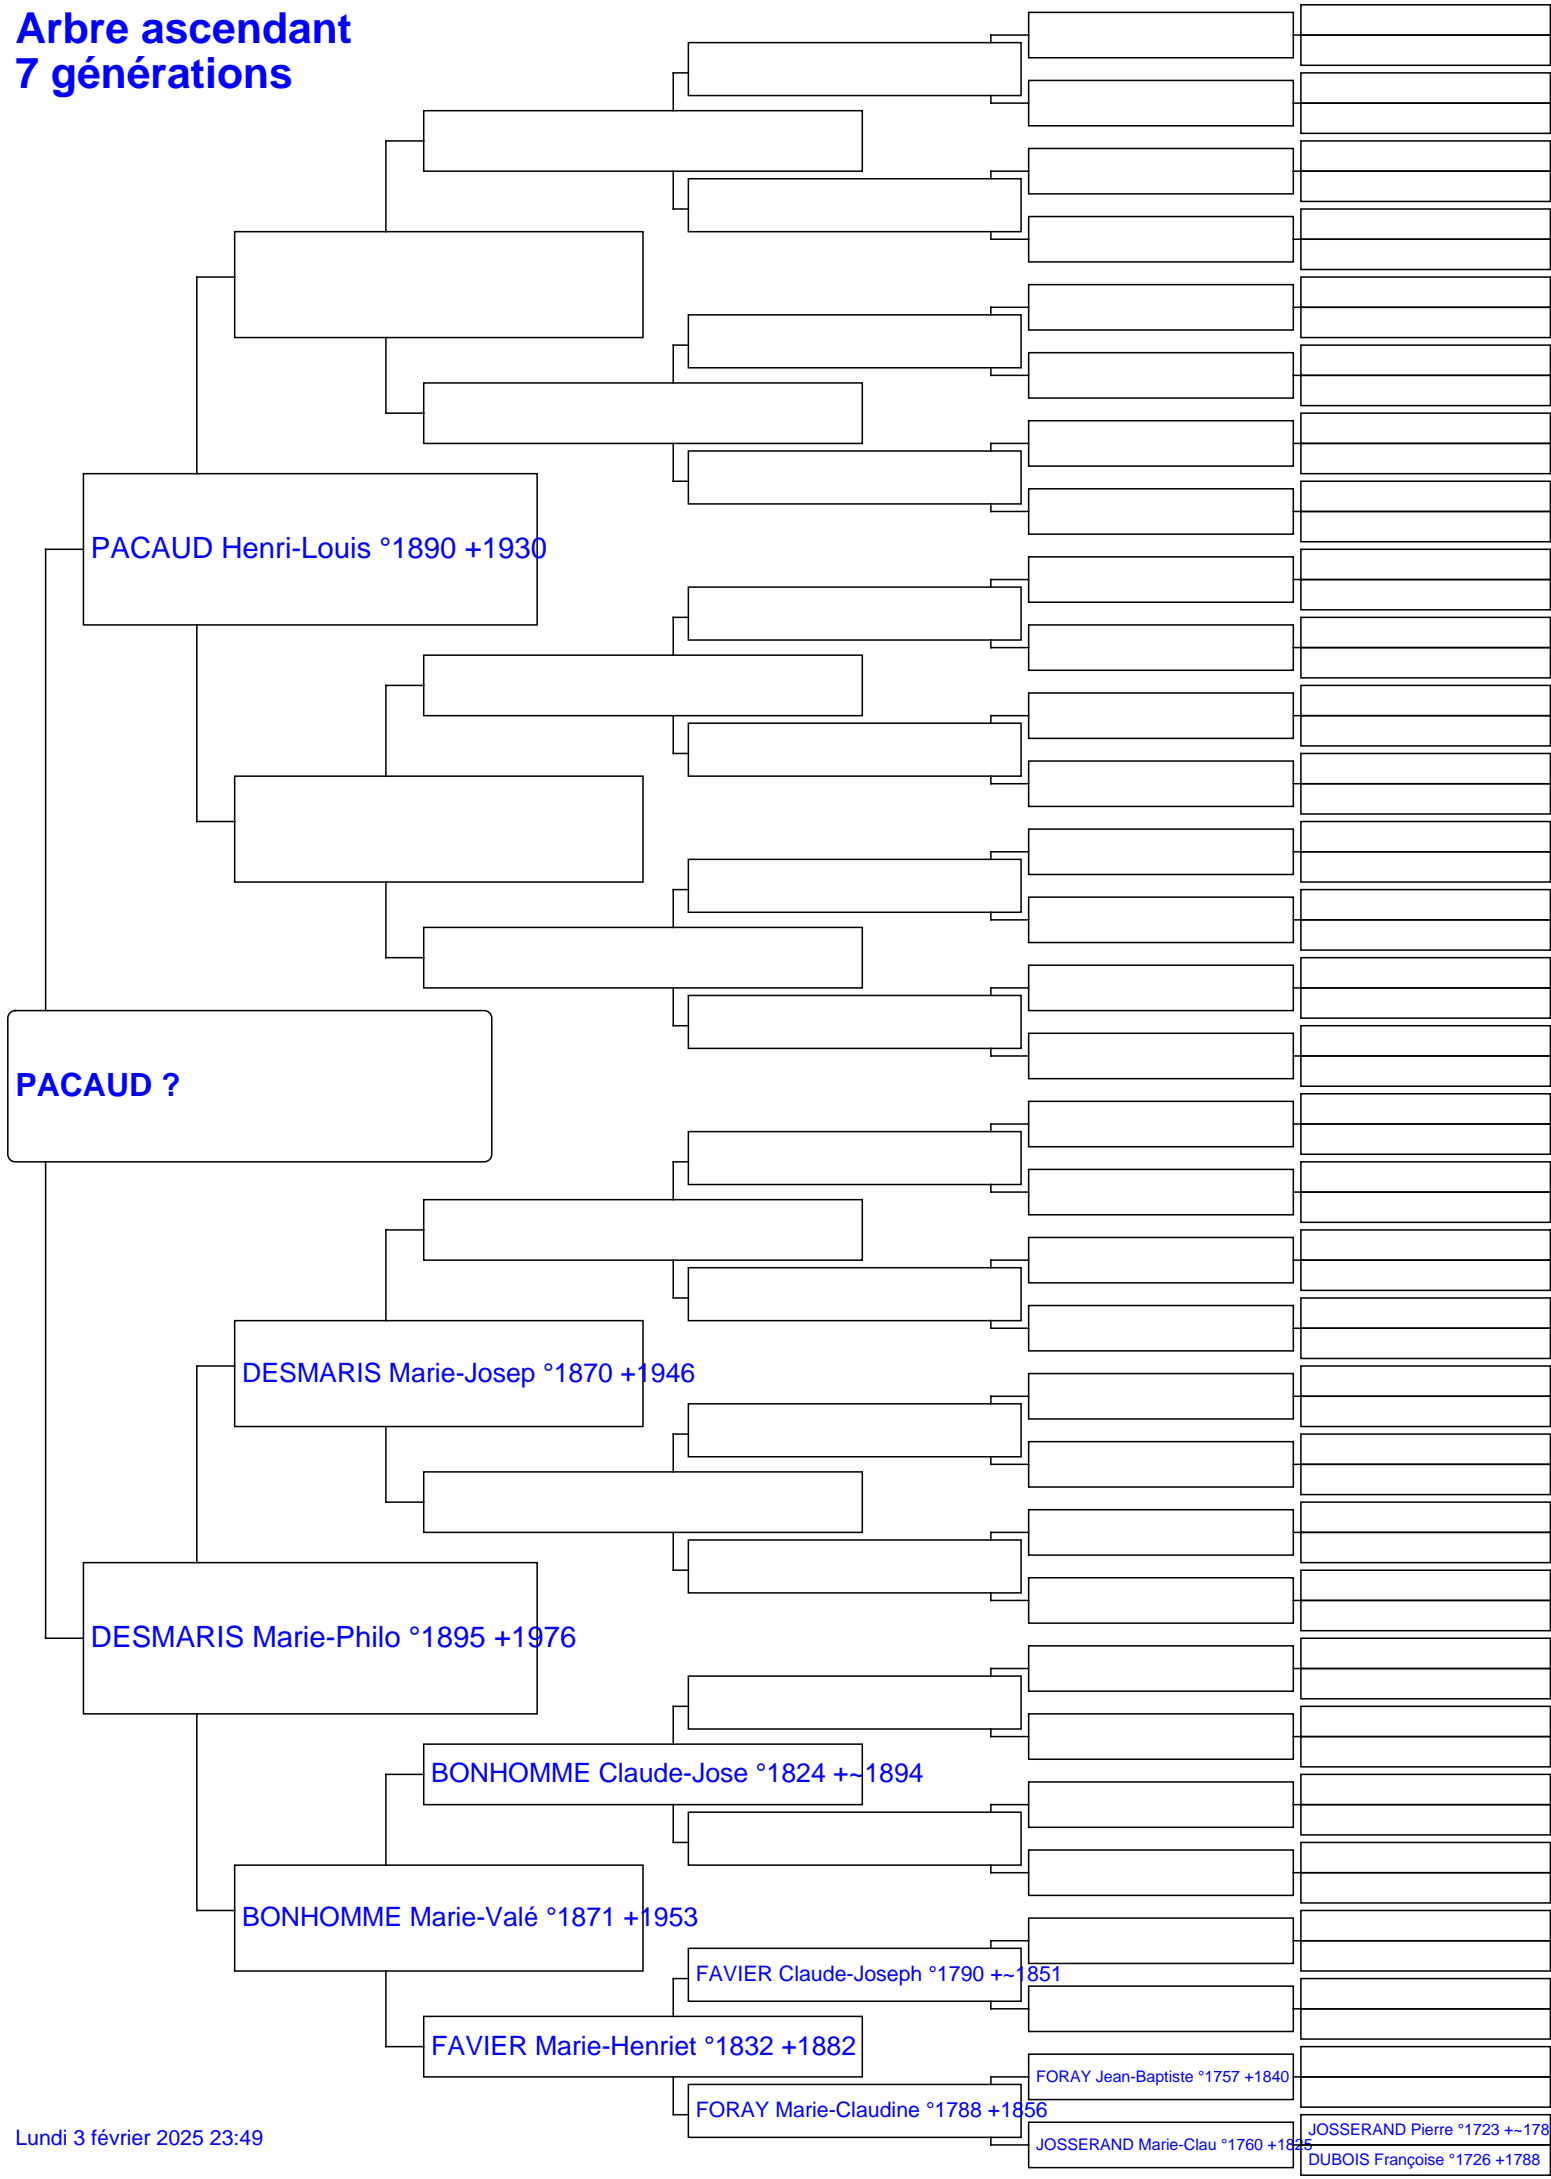 Arbre ascendant
7 générations
PACAUD Henri-Louis °1890 +1930
PACAUD ?
DESMARIS Marie-Josep °1870 +1946
DESMARIS Marie-Philo °1895 +1976
BONHOMME Claude-Jose °1824 +~1894
BONHOMME Marie-Valé °1871 +1953
FAVIER Claude-Joseph °1790 +~1851
FAVIER Marie-Henriet °1832 +1882
FORAY Jean-Baptiste °1757 +1840
FORAY Marie-Claudine °1788 +1856
JOSSERAND Pierre °1723 +~178
JOSSERAND Marie-Clau °1760 +1825
DUBOIS Françoise °1726 +1788
Lundi 3 février 2025 23:49